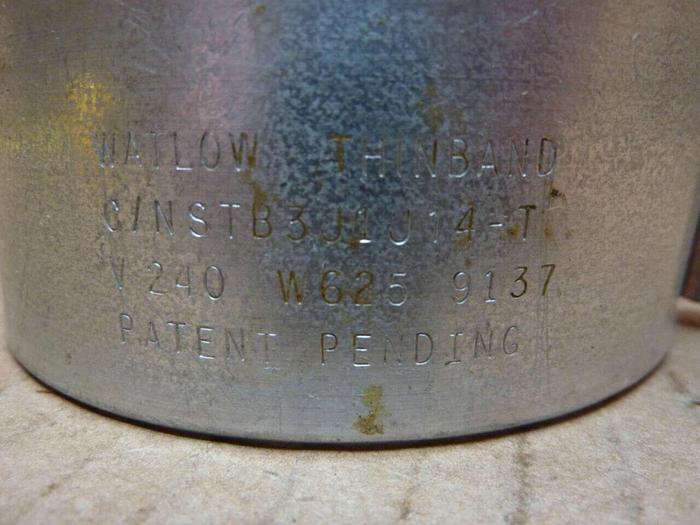 WATLOW THINBAND
C/NSTB3J1J14-T
V 240 W625 9137
PATENT PENDING